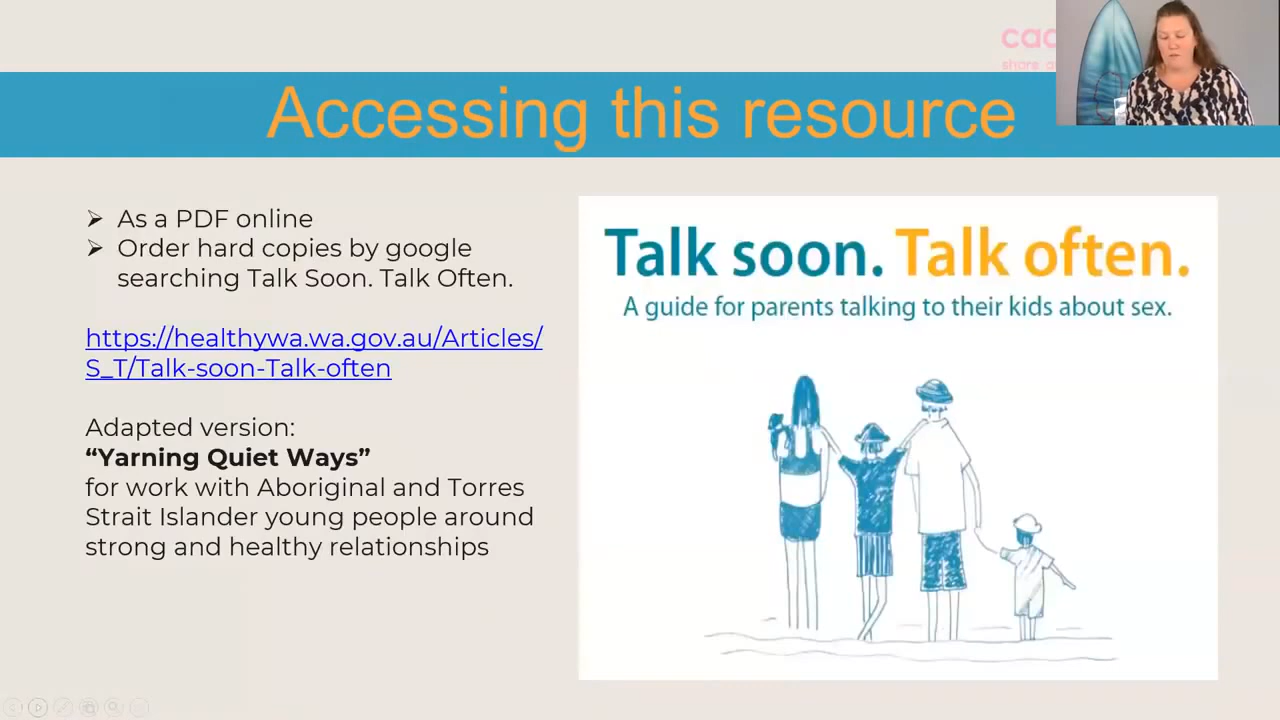 Accessing this resource
As a PDF online
Order hard copies by google
searching Talk Soon. Talk Often.
https://healthywa.wa.gov.au/Articles/
S_T/Talk-soon-Talk-often
Adapted version:
“Yarning Quiet Ways”
for work with Aboriginal and Torres
Strait Islander young people around
strong and healthy relationships
Talk soon. Talk often.
A guide for parents talking to their kids about sex.